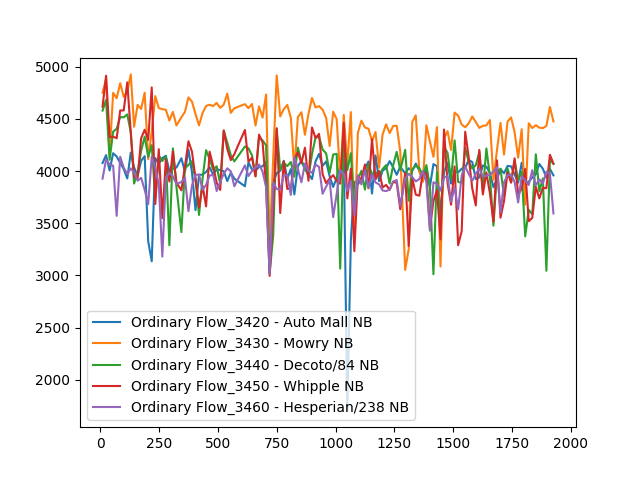 5000
4500
4000
3500
3000
2500
2000
Ordinary Flow_3420 - Auto Mall NB
Ordinary Flow_3430 - Mowry NB
Ordinary Flow_3440 - Decoto/84 NB
Ordinary Flow_3450 - Whipple NB
Ordinary Flow_3460 - Hesperian/238 NB
0 250 500 750 1000 1250 1500 1750 2000